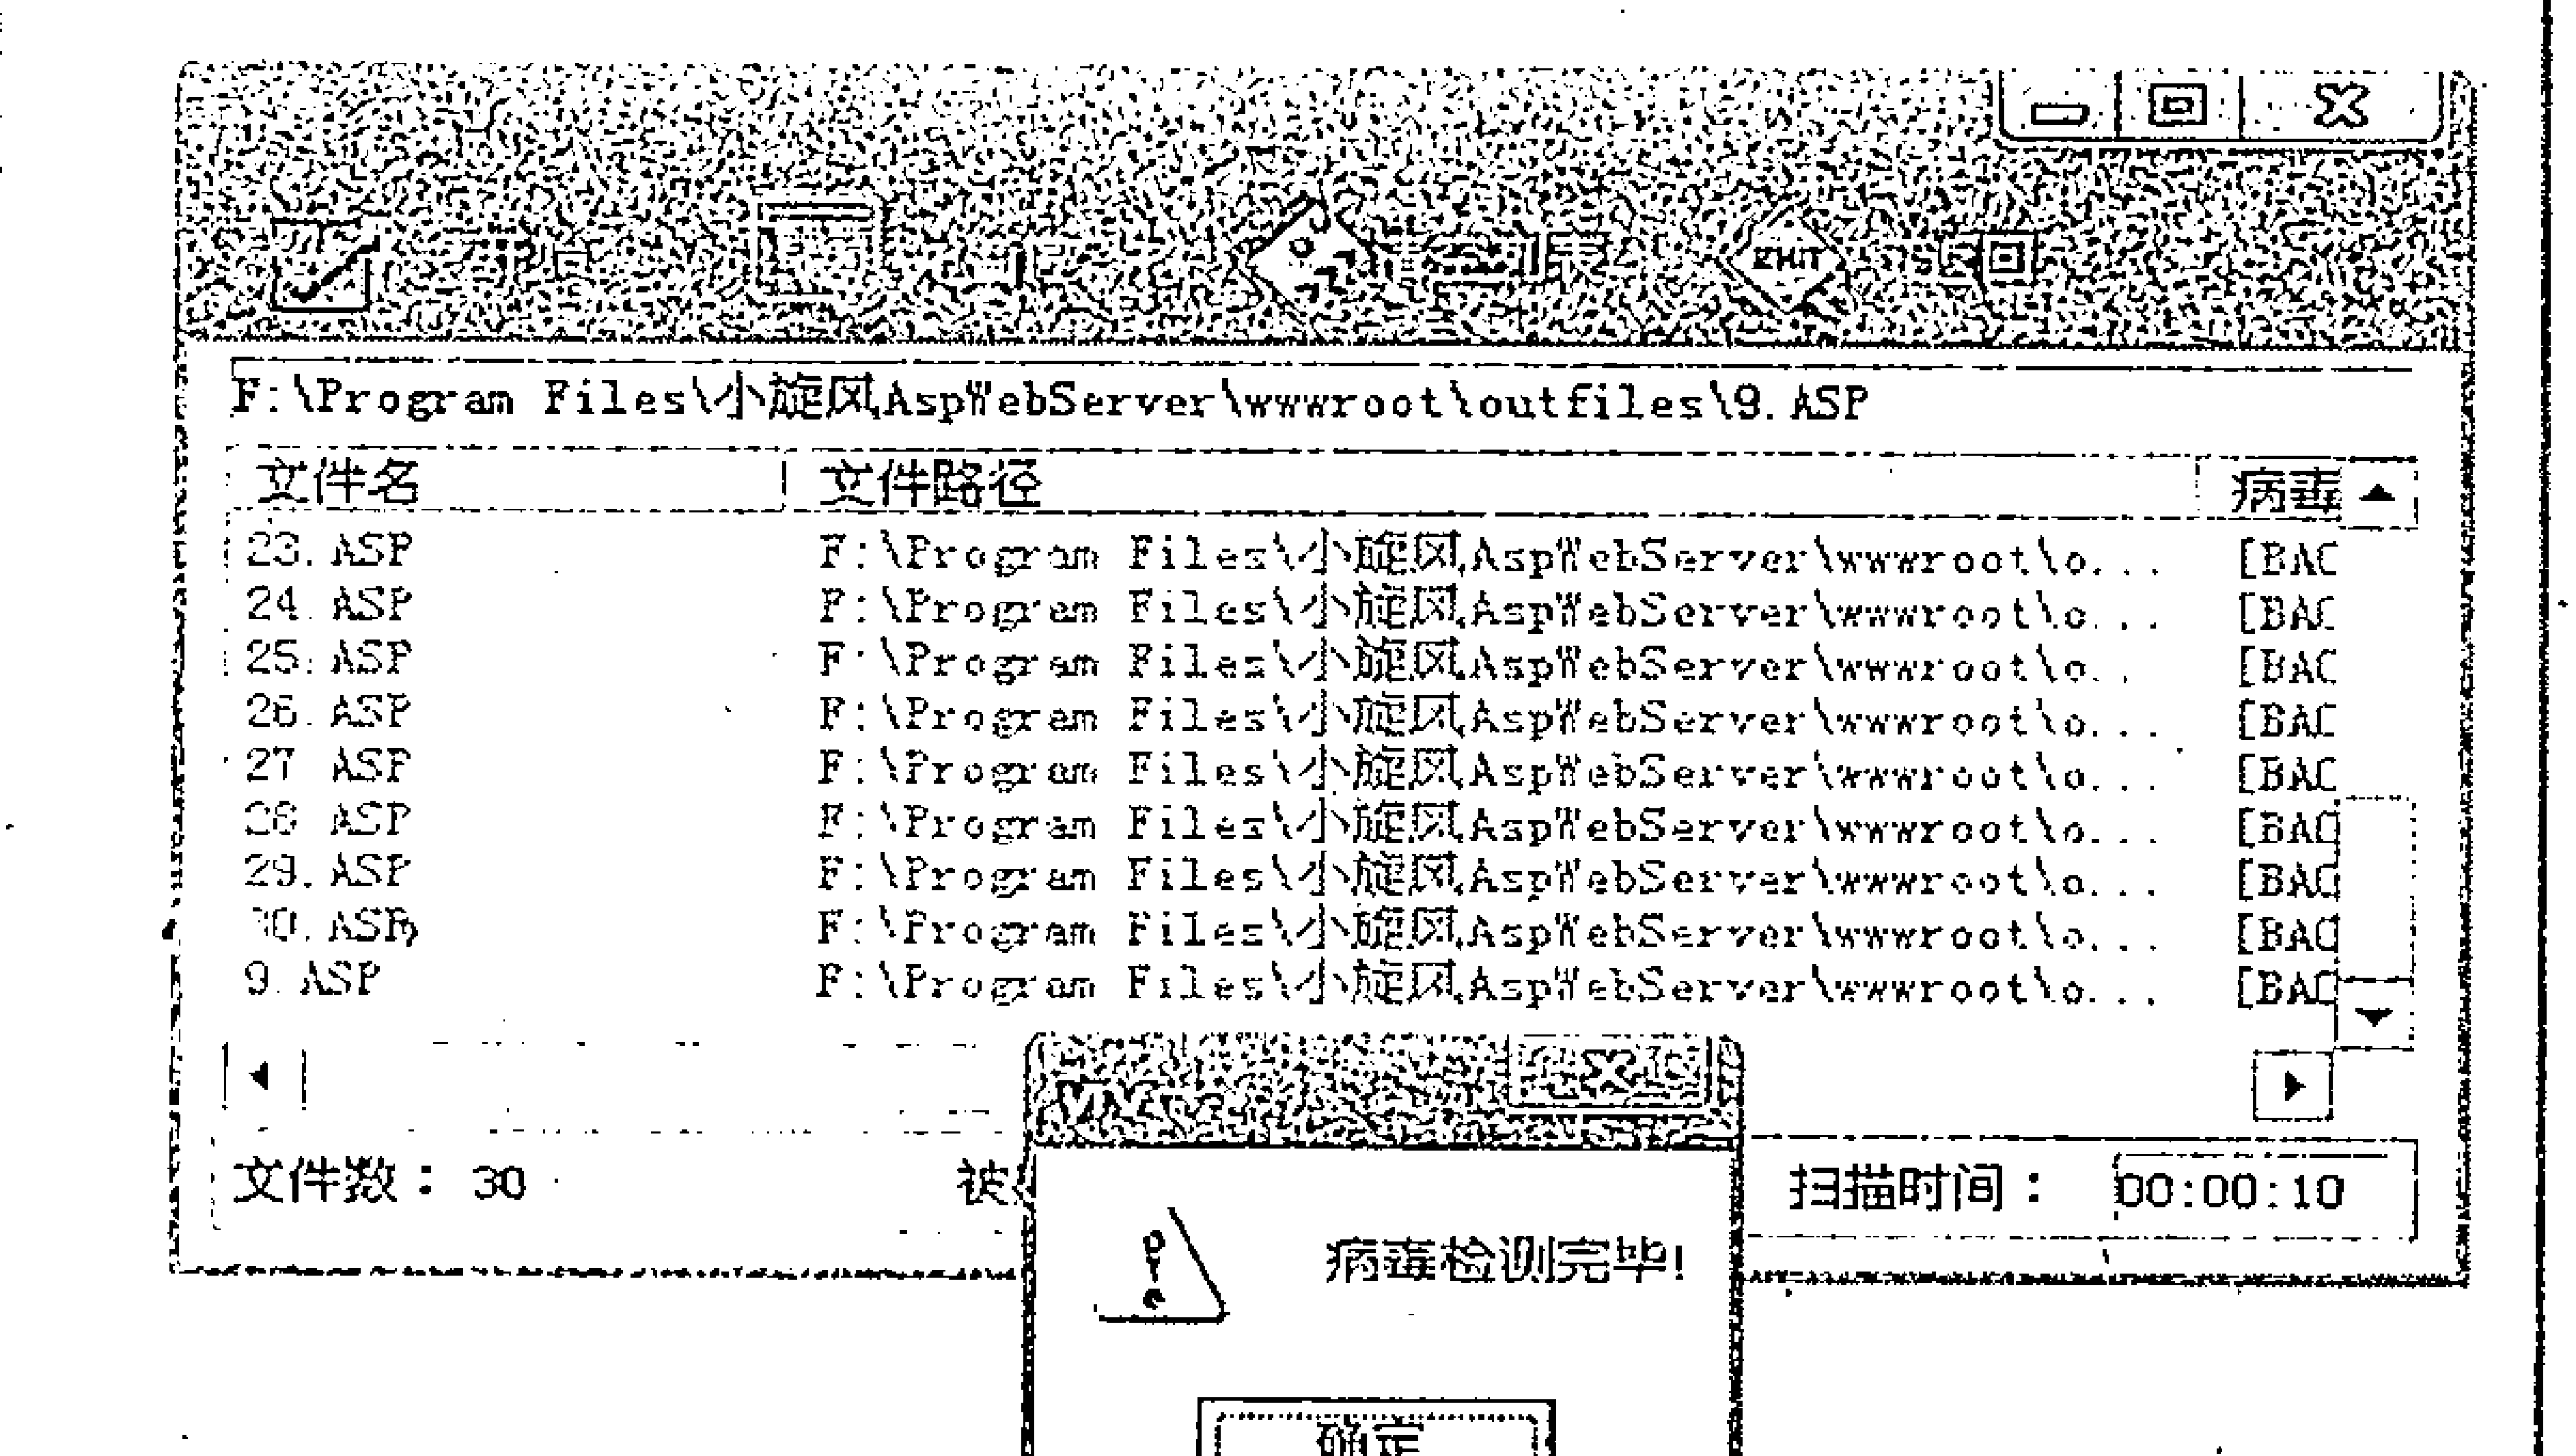 EXIT 返回
F:\Program Files\小旋风AspWebServer\wwwroot\outfiles\9.ASP
文件名 文件路径 病毒
23.ASP F:\Program Files\小旋风AspWebServer\wwwroot\o... [BAC
24.ASP F:\Program Files\小旋风AspWebServer\wwwroot\o... [BAC
25.ASP F:\Program Files\小旋风AspWebServer\wwwroot\o... [BAC
26.ASP F:\Program Files\小旋风AspWebServer\wwwroot\o... [BAC
27.ASP F:\Program Files\小旋风AspWebServer\wwwroot\o... [BAC
28.ASP F:\Program Files\小旋风AspWebServer\wwwroot\o... [BAC
29.ASP F:\Program Files\小旋风AspWebServer\wwwroot\o... [BAC
30.ASP F:\Program Files\小旋风AspWebServer\wwwroot\o... [BAC
9.ASP F:\Program Files\小旋风AspWebServer\wwwroot\o... [BAC
文件数：30 被 扫描时间：00:00:10
病毒检测完毕!
确定